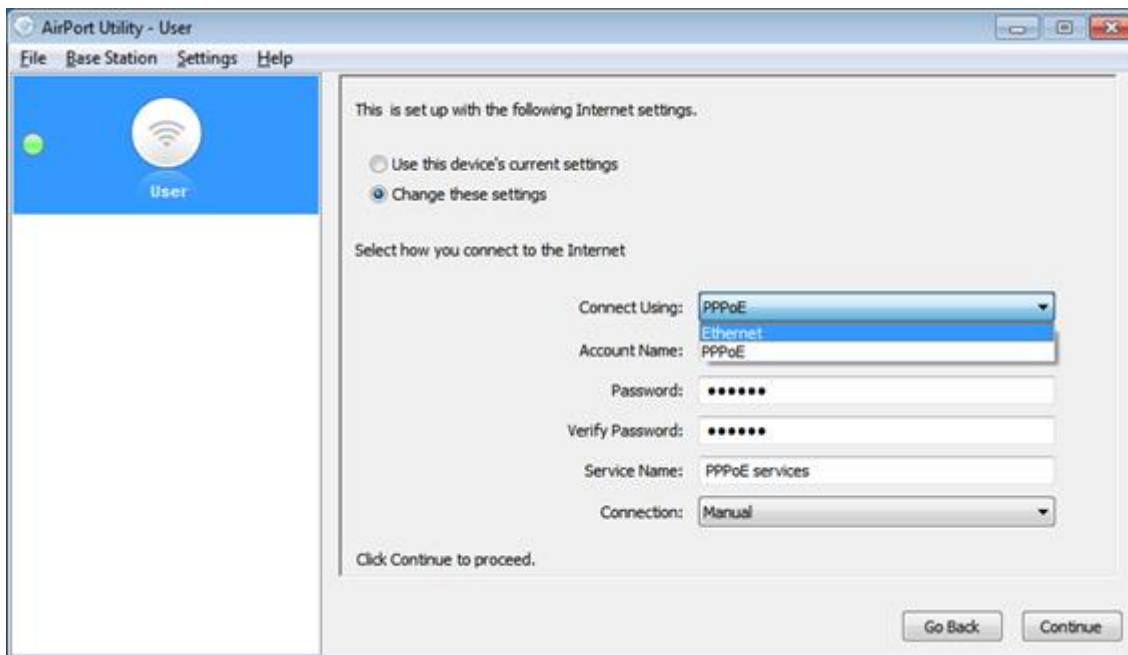 AirPort Utility - User
File Base Station Settings Help
User
This is set up with the following Internet settings.
Use this device's current settings
Change these settings
Select how you connect to the Internet
Connect Using: PPPoE
Ethernet
Account Name: PPPoE
Password: ●●●●●●
Verify Password: ●●●●●●
Service Name: PPPoE services
Connection: Manual
Click Continue to proceed.
Go Back Continue